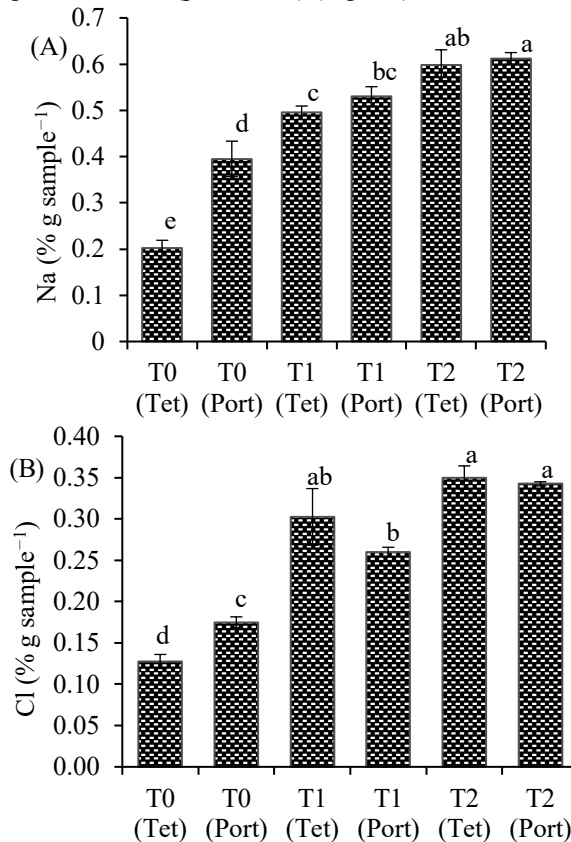 (A)
Na (% g sample⁻¹)
0.7
0.6
0.5
0.4
0.3
0.2
0.1
0
e
d
c
bc
ab
a
T0 T0 T1 T1 T2 T2
(Tet) (Port) (Tet) (Port) (Tet) (Port)
(B)
Cl (% g sample⁻¹)
0.40
0.35
0.30
0.25
0.20
0.15
0.10
0.05
0.00
d
c
ab
b
a
a
T0 T0 T1 T1 T2 T2
(Tet) (Port) (Tet) (Port) (Tet) (Port)